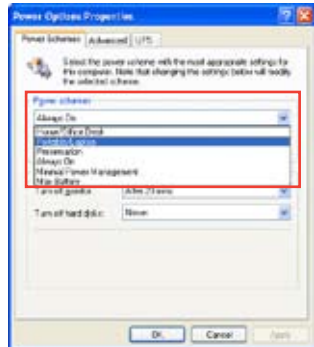 Power Options Properties
Power Schemes Advanced UPS
Select the power scheme with the most appropriate settings for
this computer. Note that changing the settings below will modify
the selected scheme.
Power schemes
Always On
Home/Office Desk
Portable/Laptop
Presentation
Always On
Minimal Power Management
Max Battery
Turn off monitor: After 20 mins
Turn off hard disks: Never
OK Cancel Apply